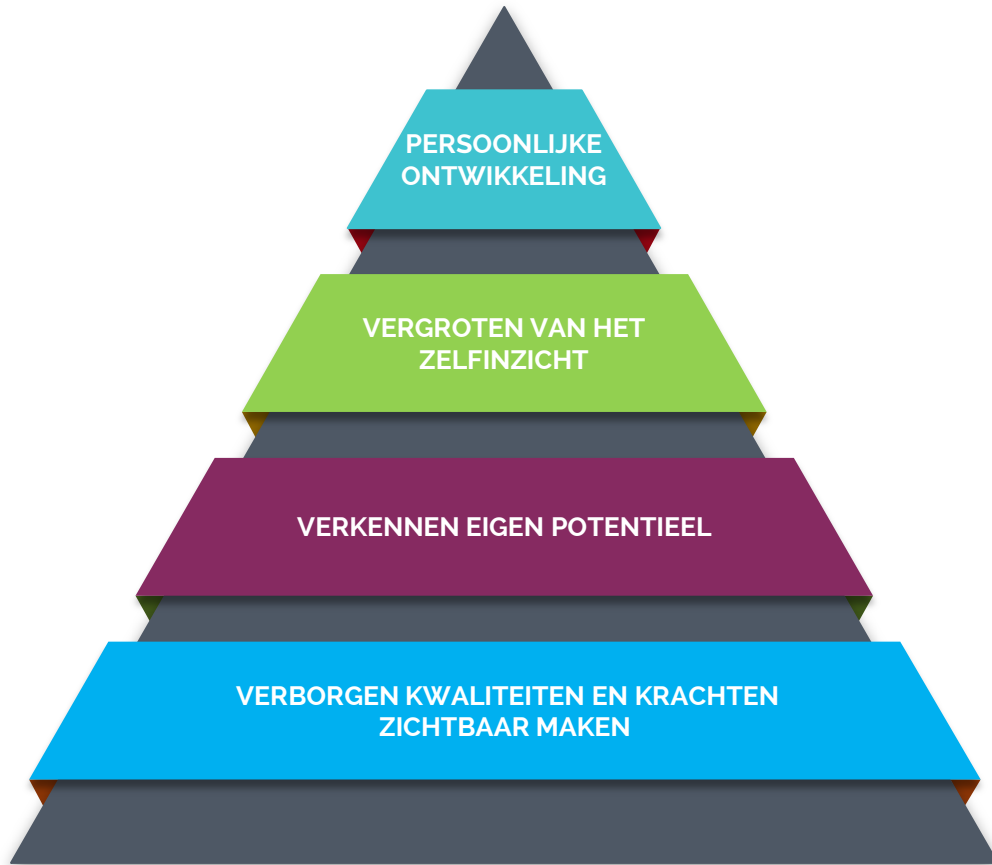 PERSOONLIJKE
ONTWIKKELING
VERGROTEN VAN HET
ZELFINZICHT
VERKENNEN EIGEN POTENTIEEL
VERBORGEN KWALITEITEN EN KRACHTEN
ZICHTBAAR MAKEN